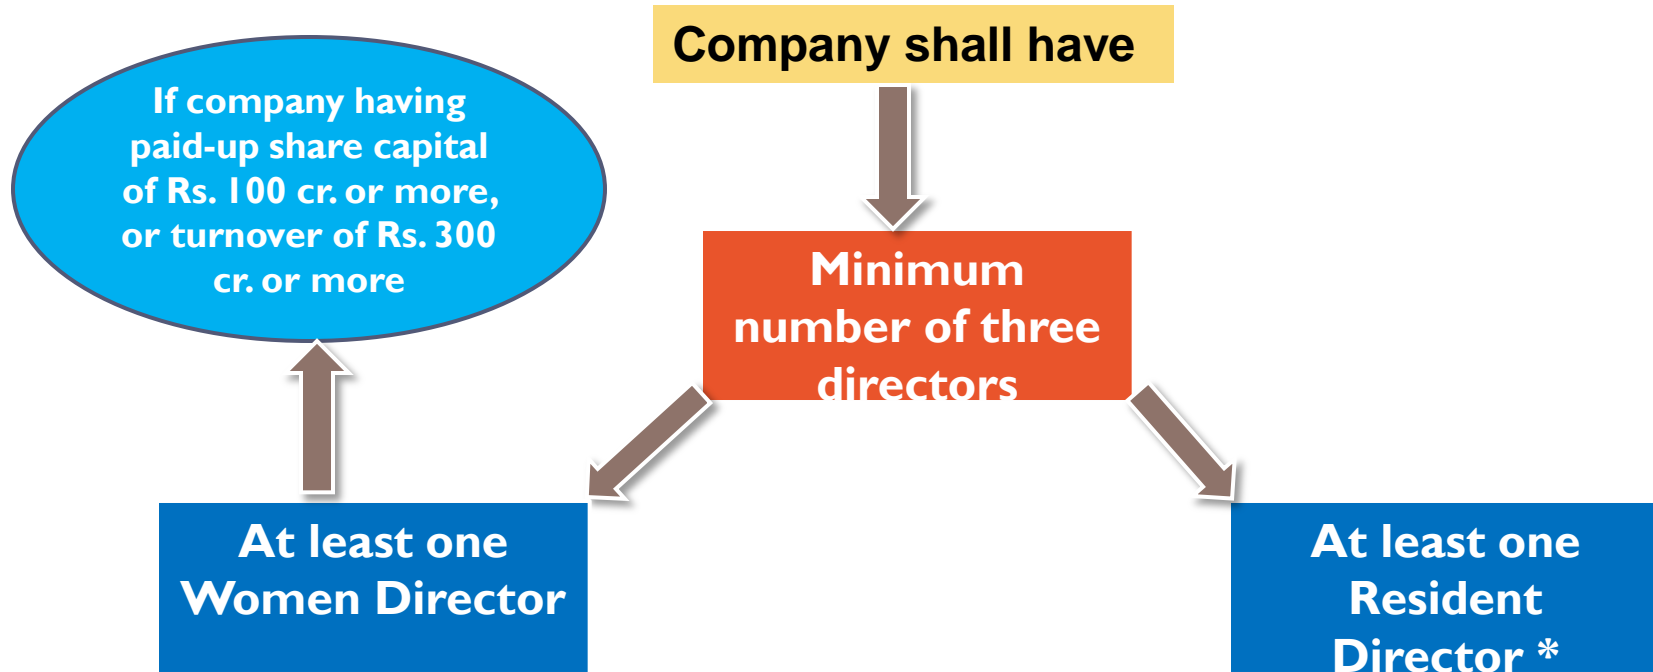 Company shall have
If company having
paid-up share capital
of Rs. 100 cr. or more,
or turnover of Rs. 300
cr. or more
Minimum
number of three
directors
At least one
Women Director
At least one
Resident
Director *